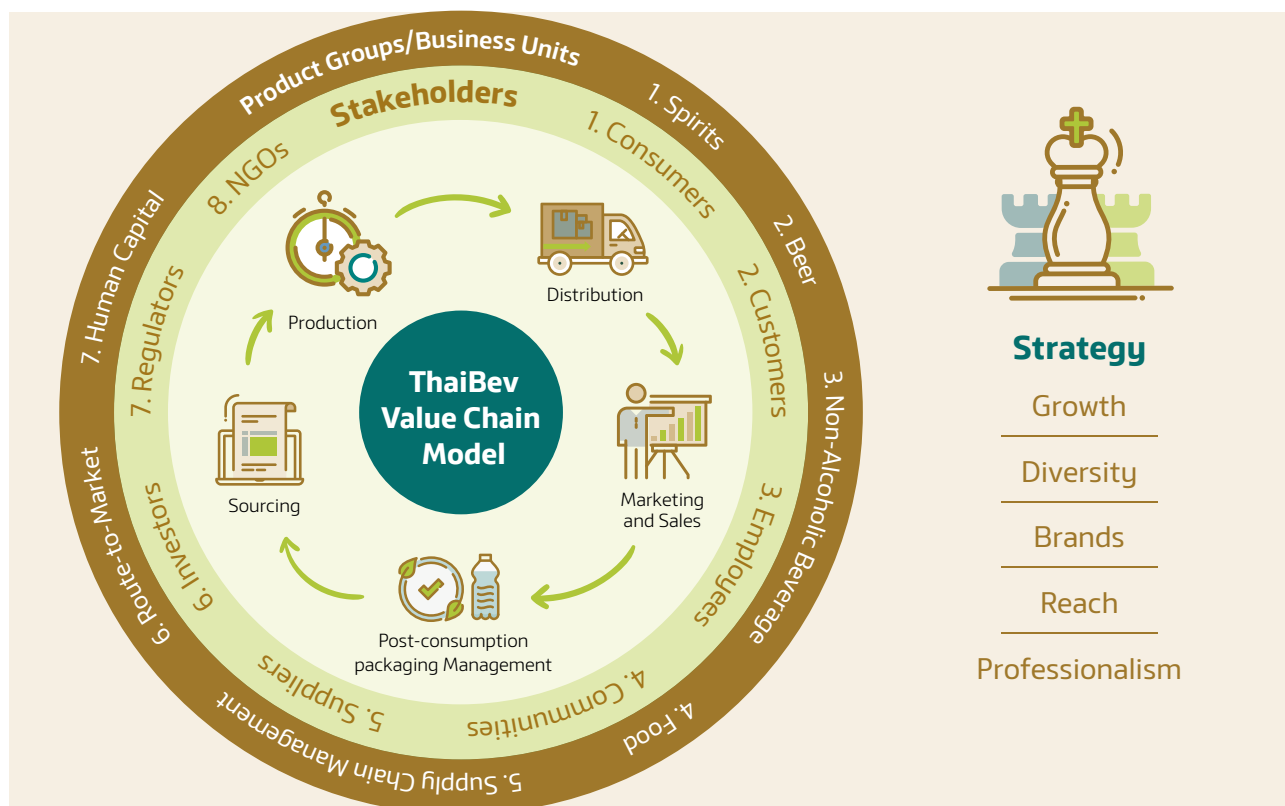 Product Groups/Business Units
1. Spirits
2. Beer
3. Non-Alcoholic Beverage
4. Food
5. Supply Chain Management
6. Route-to-Market
7. Human Capital
Stakeholders
1. Consumers
2. Customers
3. Employees
4. Communities
5. Suppliers
6. Investors
7. Regulators
8. NGOs
Production
Distribution
Marketing
and Sales
Post-consumption
packaging Management
Sourcing
ThaiBev
Value Chain
Model
Strategy
Growth
Diversity
Brands
Reach
Professionalism